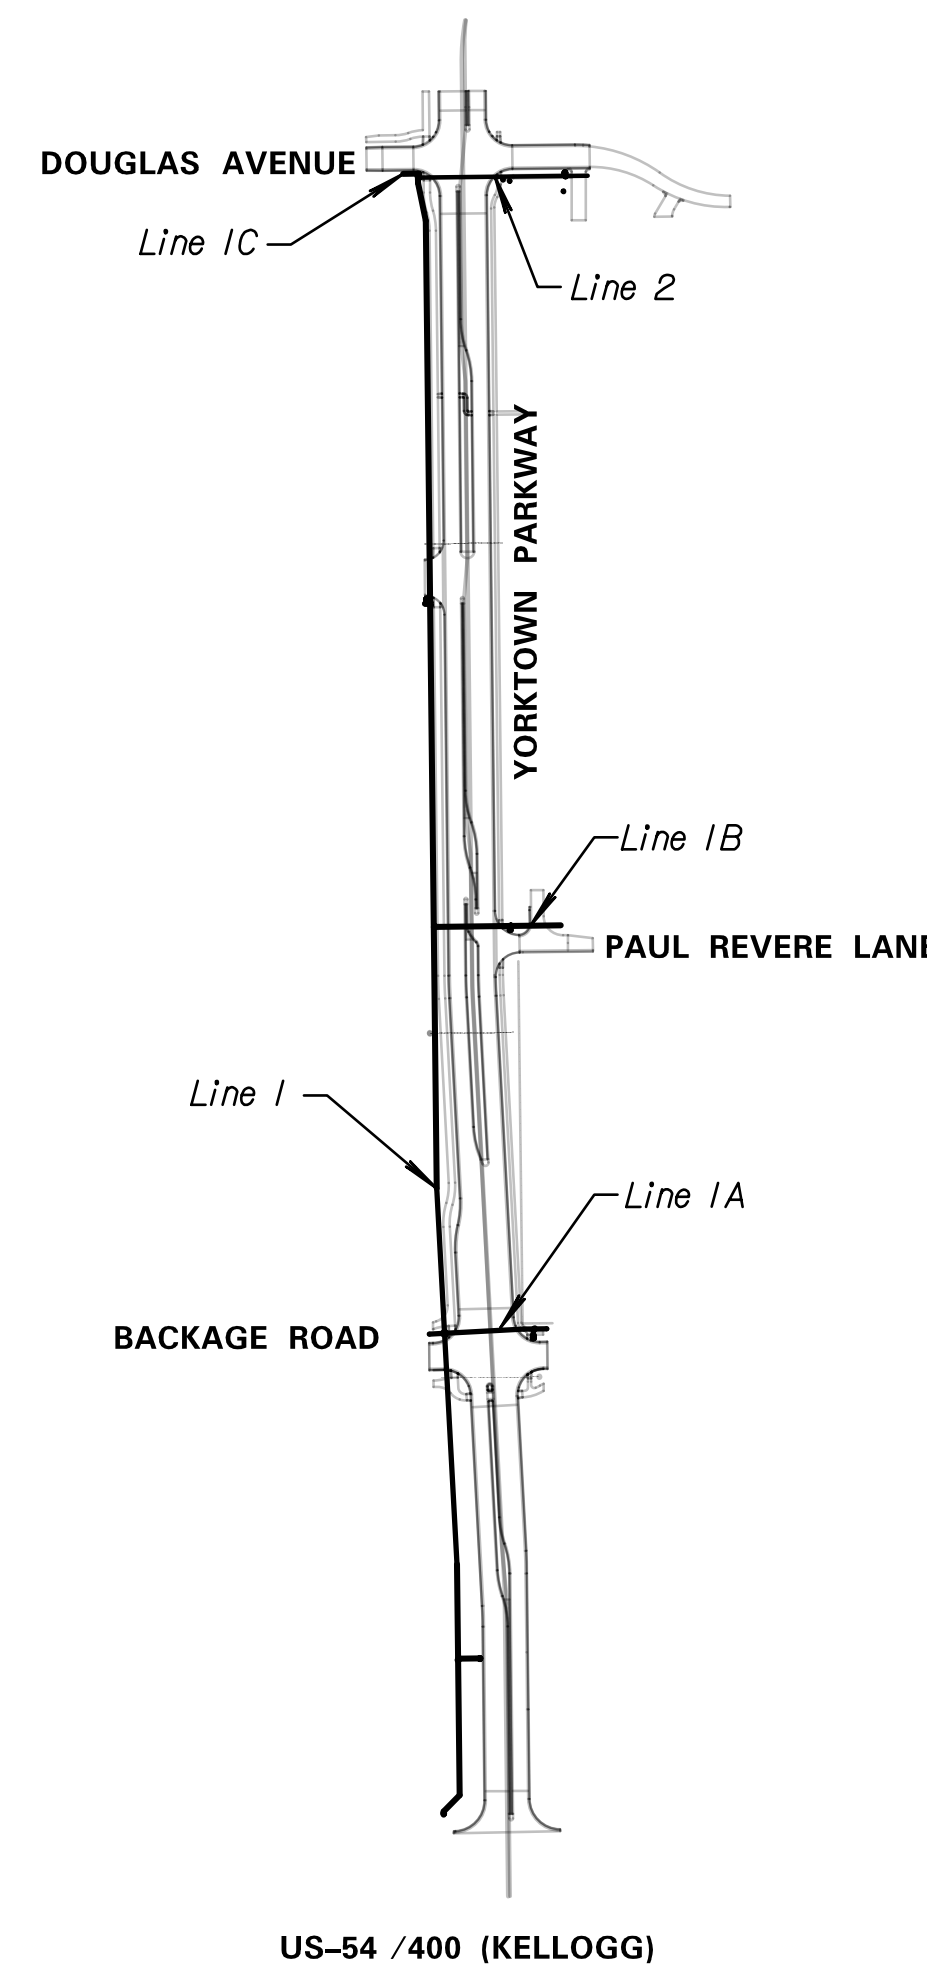 DOUGLAS AVENUE
Line 1C
Line 2
YORKTOWN PARKWAY
Line 1B
PAUL REVERE LANE
Line 1
Line 1A
BACKAGE ROAD
US-54 /400 (KELLOGG)